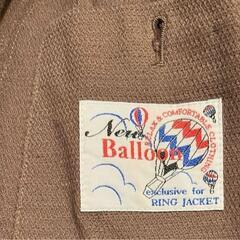 New
Balloon
RELAX & COMFORTABLE CLOTHING
exclusive for
RING JACKET